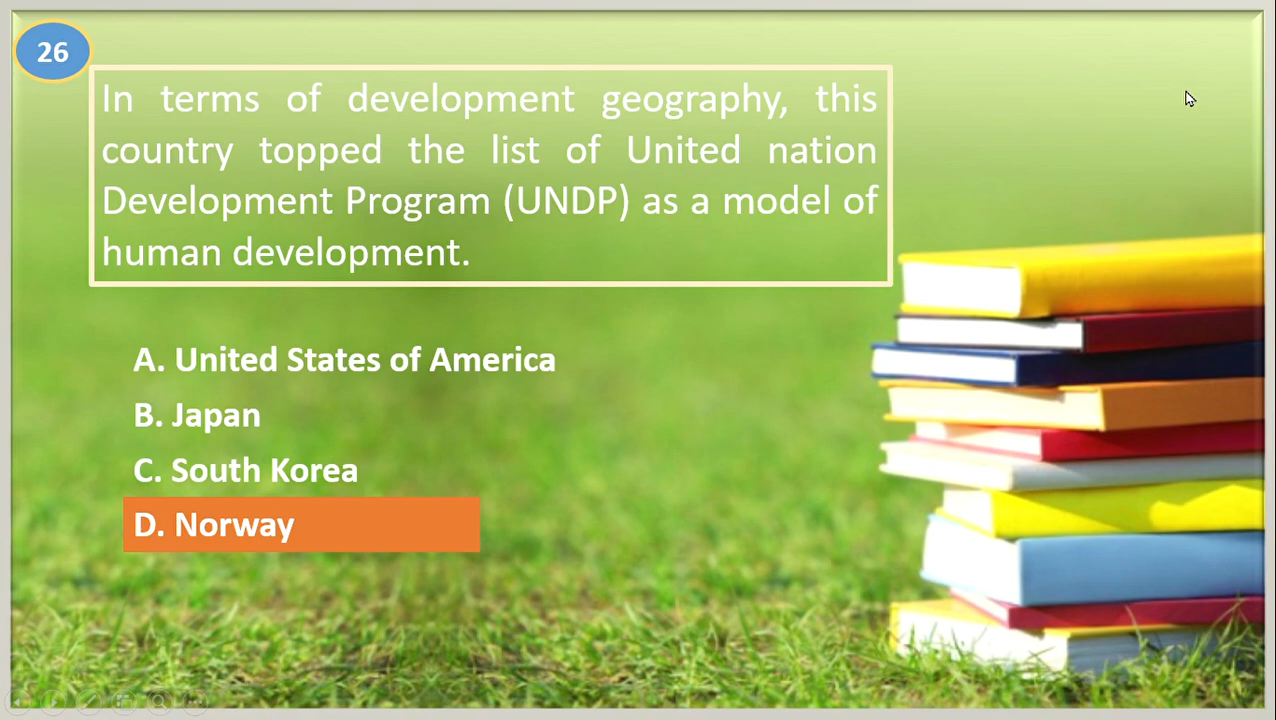 26
In terms of development geography, this
country topped the list of United nation
Development Program (UNDP) as a model of
human development.
A. United States of America
B. Japan
C. South Korea
D. Norway